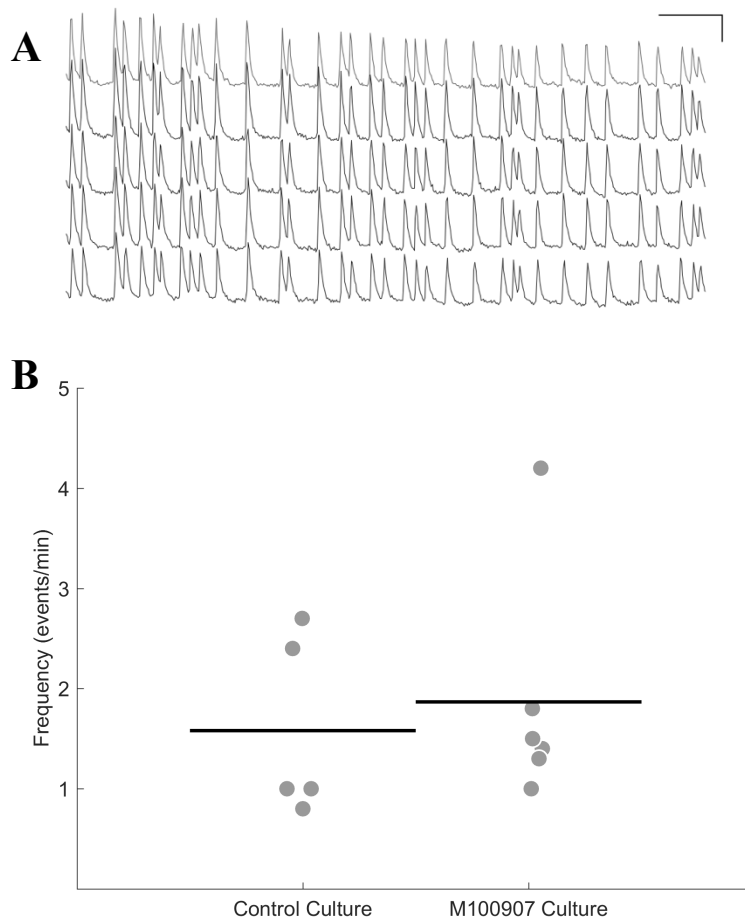 A
B
5
4
3
2
1
Frequency (events/min)
Control Culture
M100907 Culture